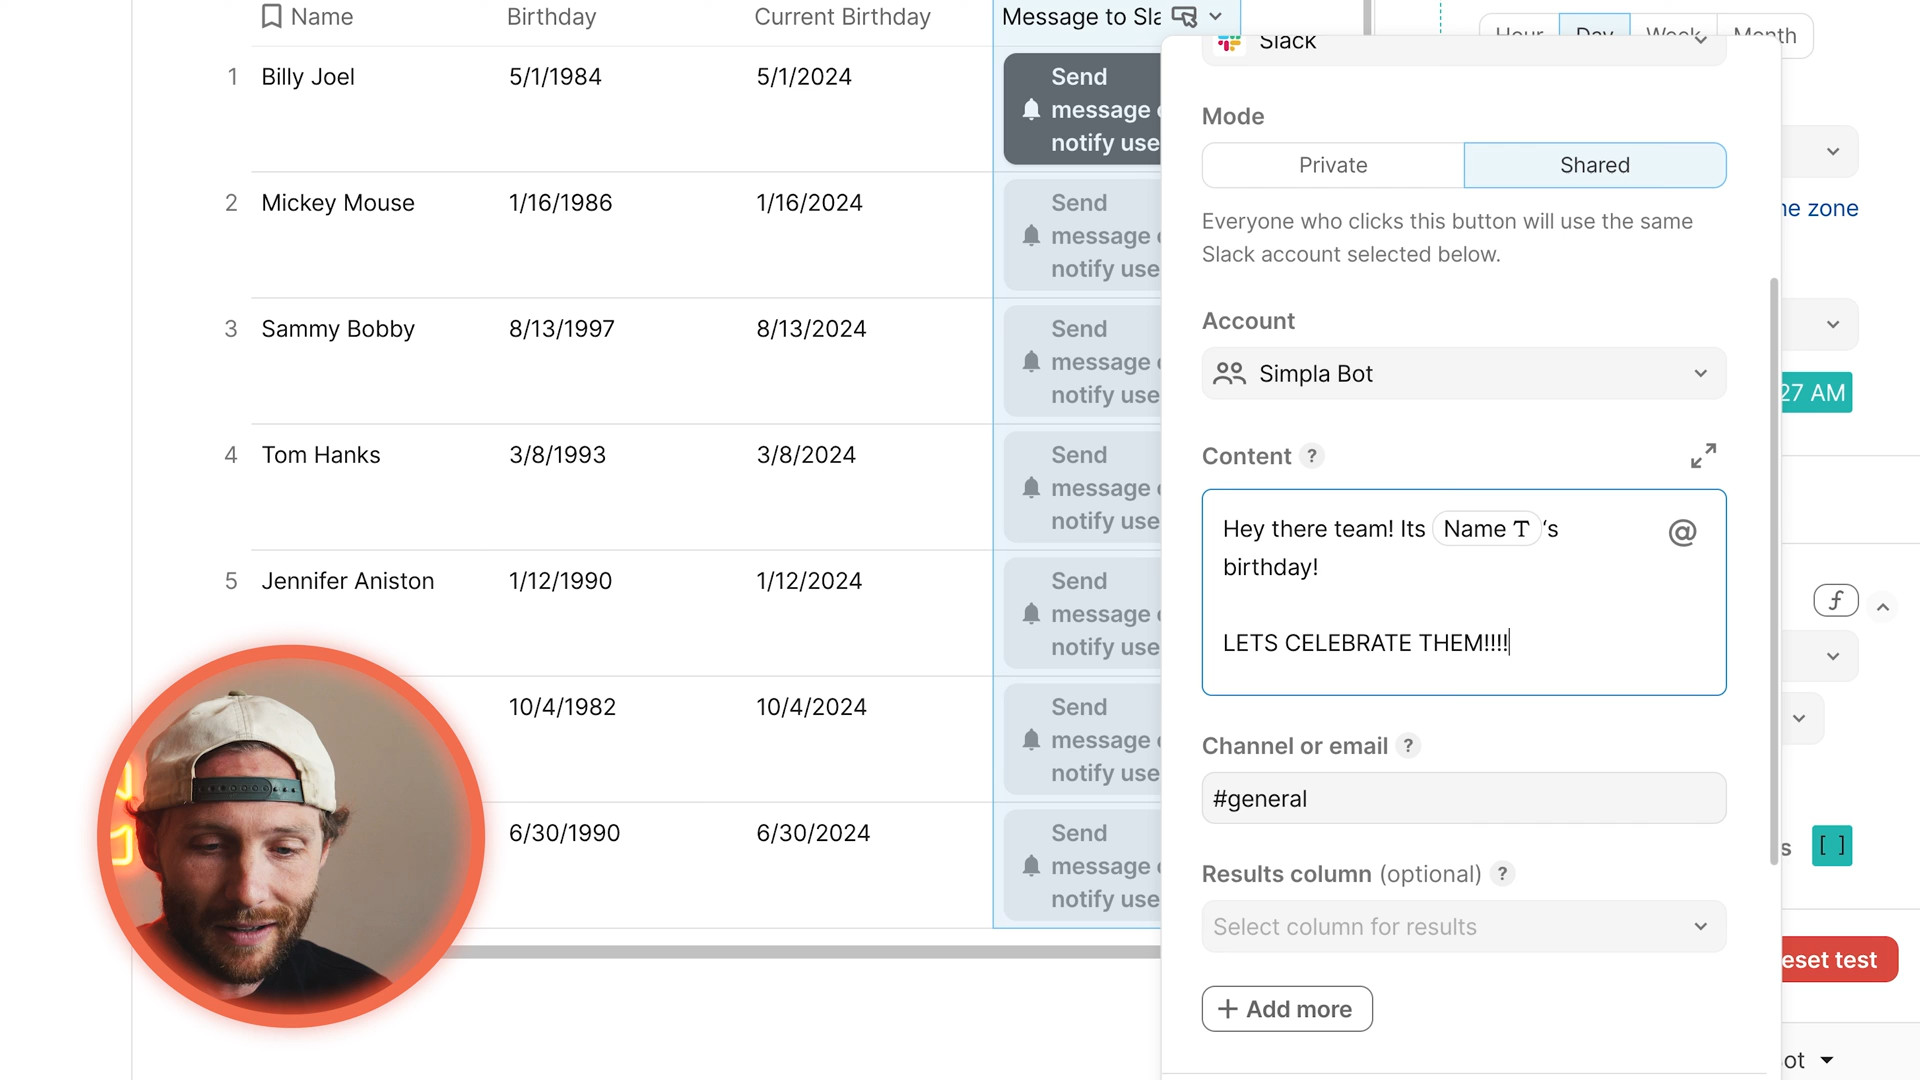 Name Birthday Current Birthday Message to Sla
1 Billy Joel 5/1/1984 5/1/2024
Send
message
notify use
2 Mickey Mouse 1/16/1986 1/16/2024
Send
message
notify use
3 Sammy Bobby 8/13/1997 8/13/2024
Send
message
notify use
4 Tom Hanks 3/8/1993 3/8/2024
Send
message
notify use
5 Jennifer Aniston 1/12/1990 1/12/2024
Send
message
notify use
10/4/1982 10/4/2024
Send
message
notify use
6/30/1990 6/30/2024
Send
message
notify use
Slack
Mode
Private Shared
Everyone who clicks this button will use the same
Slack account selected below.
Account
Simpla Bot
Content ?
Hey there team! Its Name T ‘s
birthday!
LETS CELEBRATE THEM!!!!
@
Channel or email ?
#general
Results column (optional) ?
Select column for results
+ Add more
Hour Day Week Month
ne zone
27 AM
f
s [ ]
eset test
ot